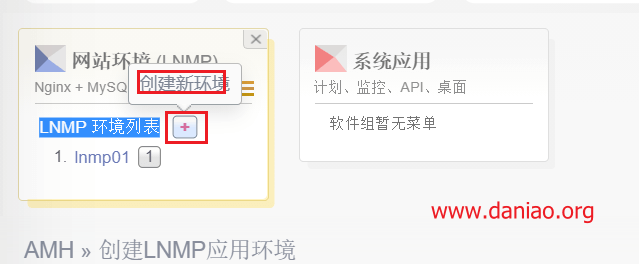 网站环境 (LNMP)
Nginx + MySQ
创建新环境
LNMP 环境列表 +
1. lnmp01 1
系统应用
计划、监控、API、桌面
软件组暂无菜单
www.daniao.org
AMH » 创建LNMP应用环境